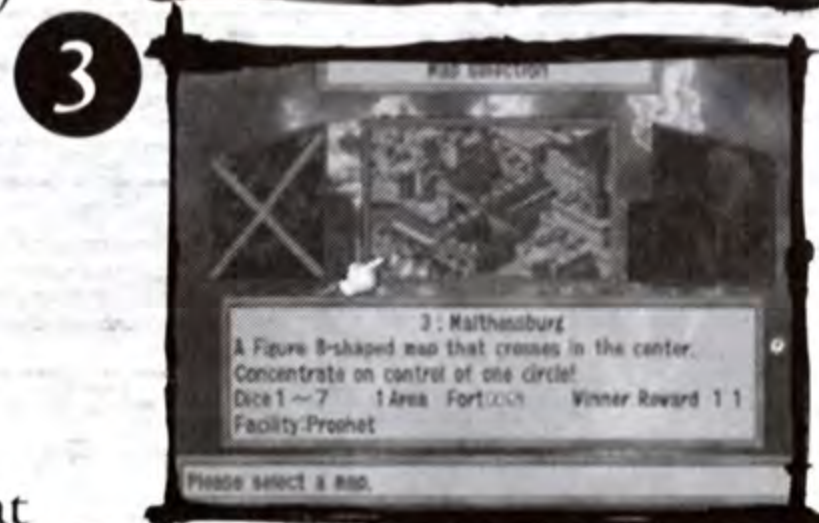 3
Map Selection
3 :
A Figure 8-shaped map that crosses in the center.
Concentrate on control of one circle!
Dice 1～7 1 Area Fort Winner Reward 1 1
Facility:Prophet
Please select a map.